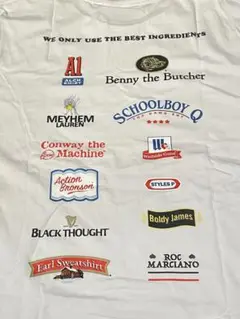 WE ONLY USE THE BEST INGREDIENTS
A1
Benny the Butcher
MEYHEM
LAUREN
SCHOOLBOY Q
Conway the
Machine
Action
Bronson
STYLES P
BLACK THOUGHT
Boldy James
Earl Sweatshirt
ROC
MARCIANO